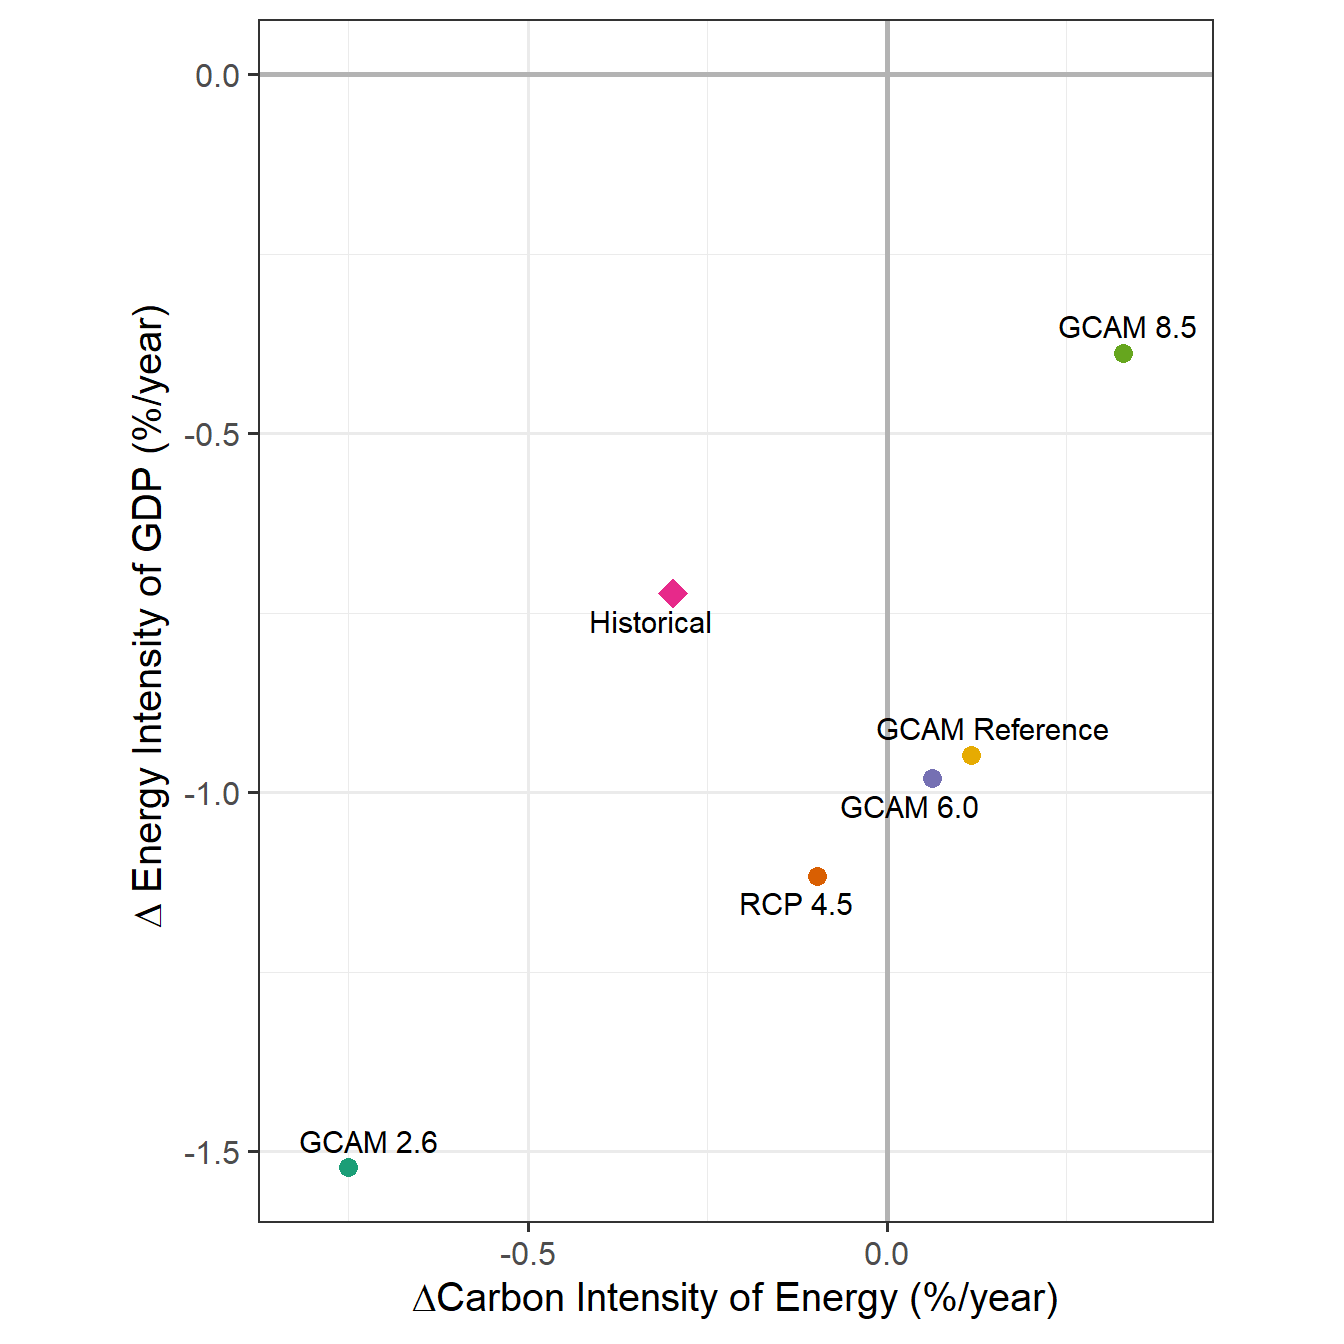 0.0
GCAM 8.5
-0.5
Historical
GCAM Reference
-1.0
GCAM 6.0
RCP 4.5
GCAM 2.6
-1.5
-0.5
0.0
ΔCarbon Intensity of Energy (%/year)
Δ Energy Intensity of GDP (%/year)